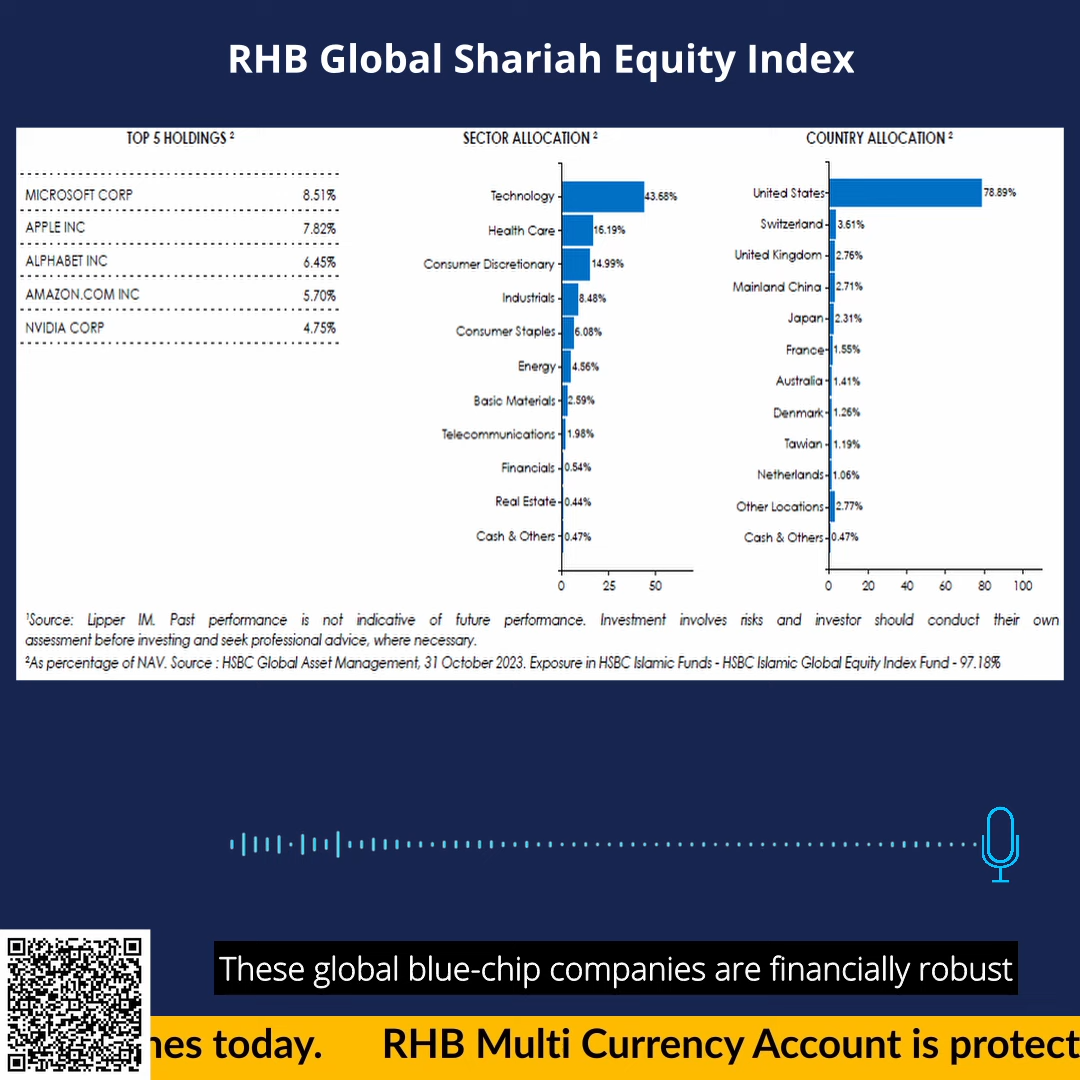 RHB Global Shariah Equity Index
TOP 5 HOLDINGS ²
MICROSOFT CORP 8.51%
APPLE INC 7.82%
ALPHABET INC 6.45%
AMAZON.COM INC 5.70%
NVIDIA CORP 4.75%
SECTOR ALLOCATION ²
Technology 43.68%
Health Care 16.19%
Consumer Discretionary 14.99%
Industrials 8.48%
Consumer Staples 6.08%
Energy 4.56%
Basic Materials 2.59%
Telecommunications 1.98%
Financials 0.54%
Real Estate 0.44%
Cash & Others 0.47%
0 25 50
COUNTRY ALLOCATION ²
United States 78.89%
Switzerland 3.61%
United Kingdom 2.76%
Mainland China 2.71%
Japan 2.31%
France 1.55%
Australia 1.41%
Denmark 1.26%
Tawian 1.19%
Netherlands 1.06%
Other Locations 2.77%
Cash & Others 0.47%
0 20 40 60 80 100
¹Source: Lipper IM. Past performance is not indicative of future performance. Investment involves risks and investor should conduct their own
assessment before investing and seek professional advice, where necessary.
²As percentage of NAV. Source : HSBC Global Asset Management, 31 October 2023. Exposure in HSBC Islamic Funds - HSBC Islamic Global Equity Index Fund - 97.18%
These global blue-chip companies are financially robust
nes today. RHB Multi Currency Account is protect